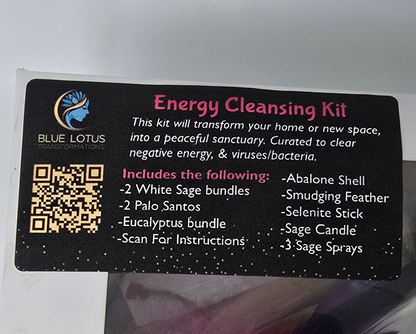 Energy Cleansing Kit
This kit will transform your home or new space,
into a peaceful sanctuary. Curated to clear
negative energy, & viruses/bacteria.
BLUE LOTUS
TRANSFORMATIONS
Includes the following:
-2 White Sage bundles
-2 Palo Santos
-Eucalyptus bundle
-Scan For Instructions
-Abalone Shell
-Smudging Feather
-Selenite Stick
-Sage Candle
-3 Sage Sprays